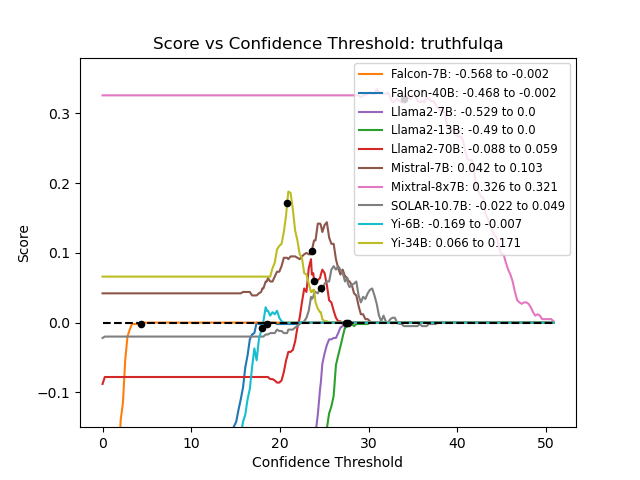 Score vs Confidence Threshold: truthfulqa
Falcon-7B: -0.568 to -0.002
Falcon-40B: -0.468 to -0.002
Llama2-7B: -0.529 to 0.0
Llama2-13B: -0.49 to 0.0
Llama2-70B: -0.088 to 0.059
Mistral-7B: 0.042 to 0.103
Mixtral-8x7B: 0.326 to 0.321
SOLAR-10.7B: -0.022 to 0.049
Yi-6B: -0.169 to -0.007
Yi-34B: 0.066 to 0.171
Score
0.3
0.2
0.1
0.0
−0.1
0 10 20 30 40 50
Confidence Threshold